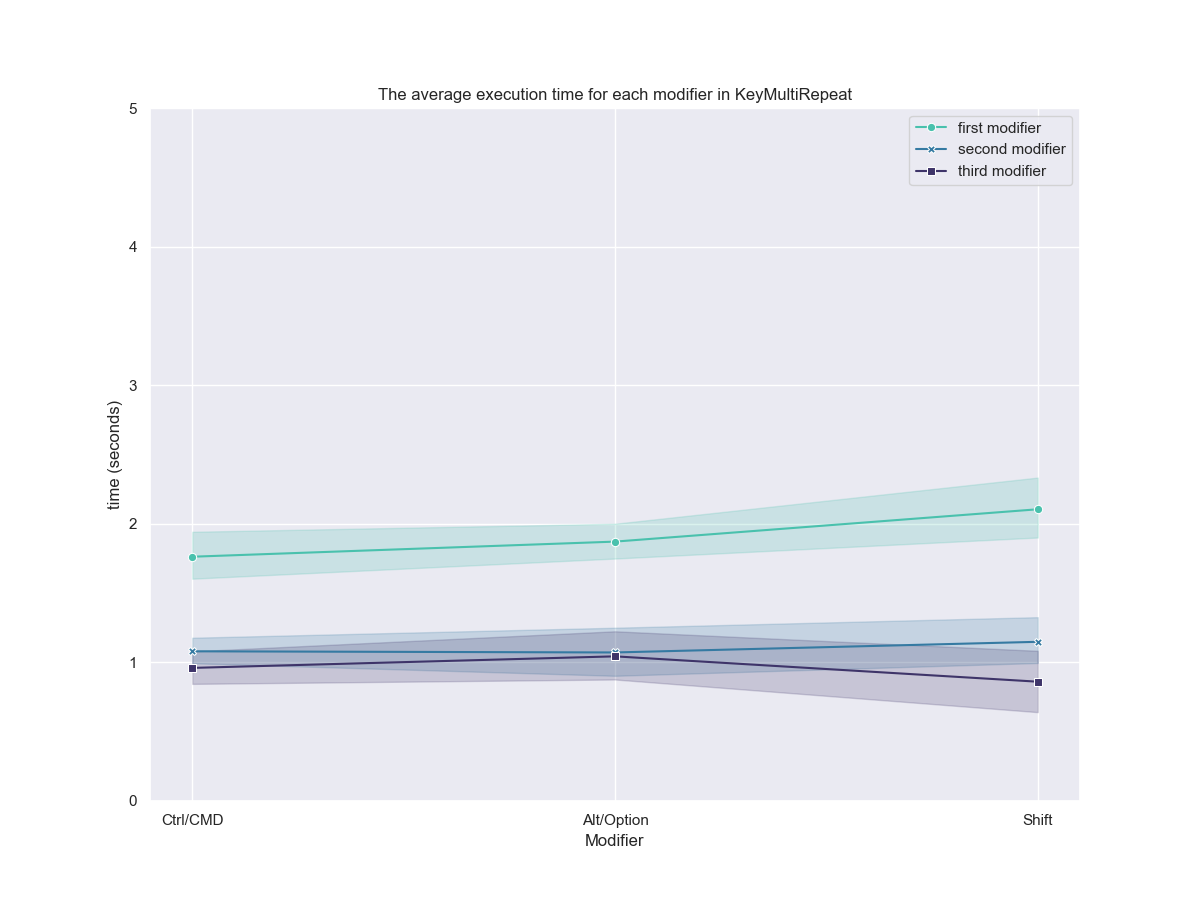 The average execution time for each modifier in KeyMultiRepeat
first modifier
second modifier
third modifier
5
4
3
2
1
0
time (seconds)
Ctrl/CMD
Alt/Option
Shift
Modifier